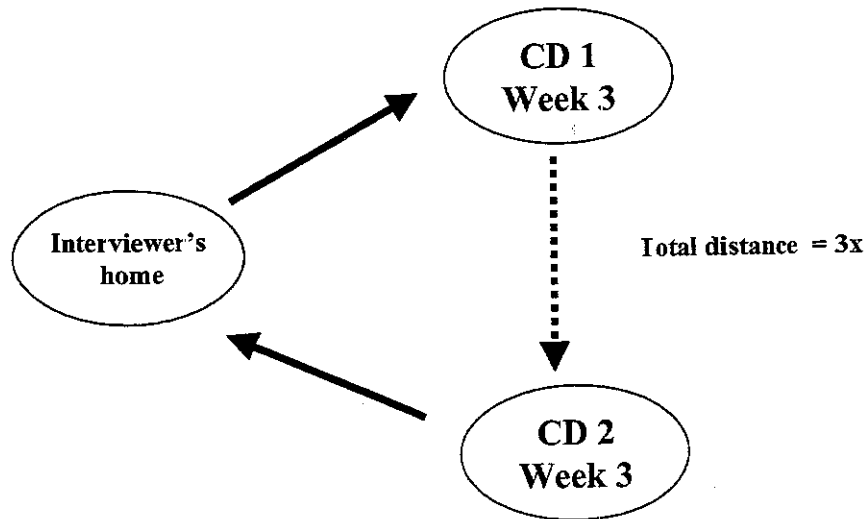 CD 1
Week 3
Interviewer's
home
Total distance = 3x
CD 2
Week 3